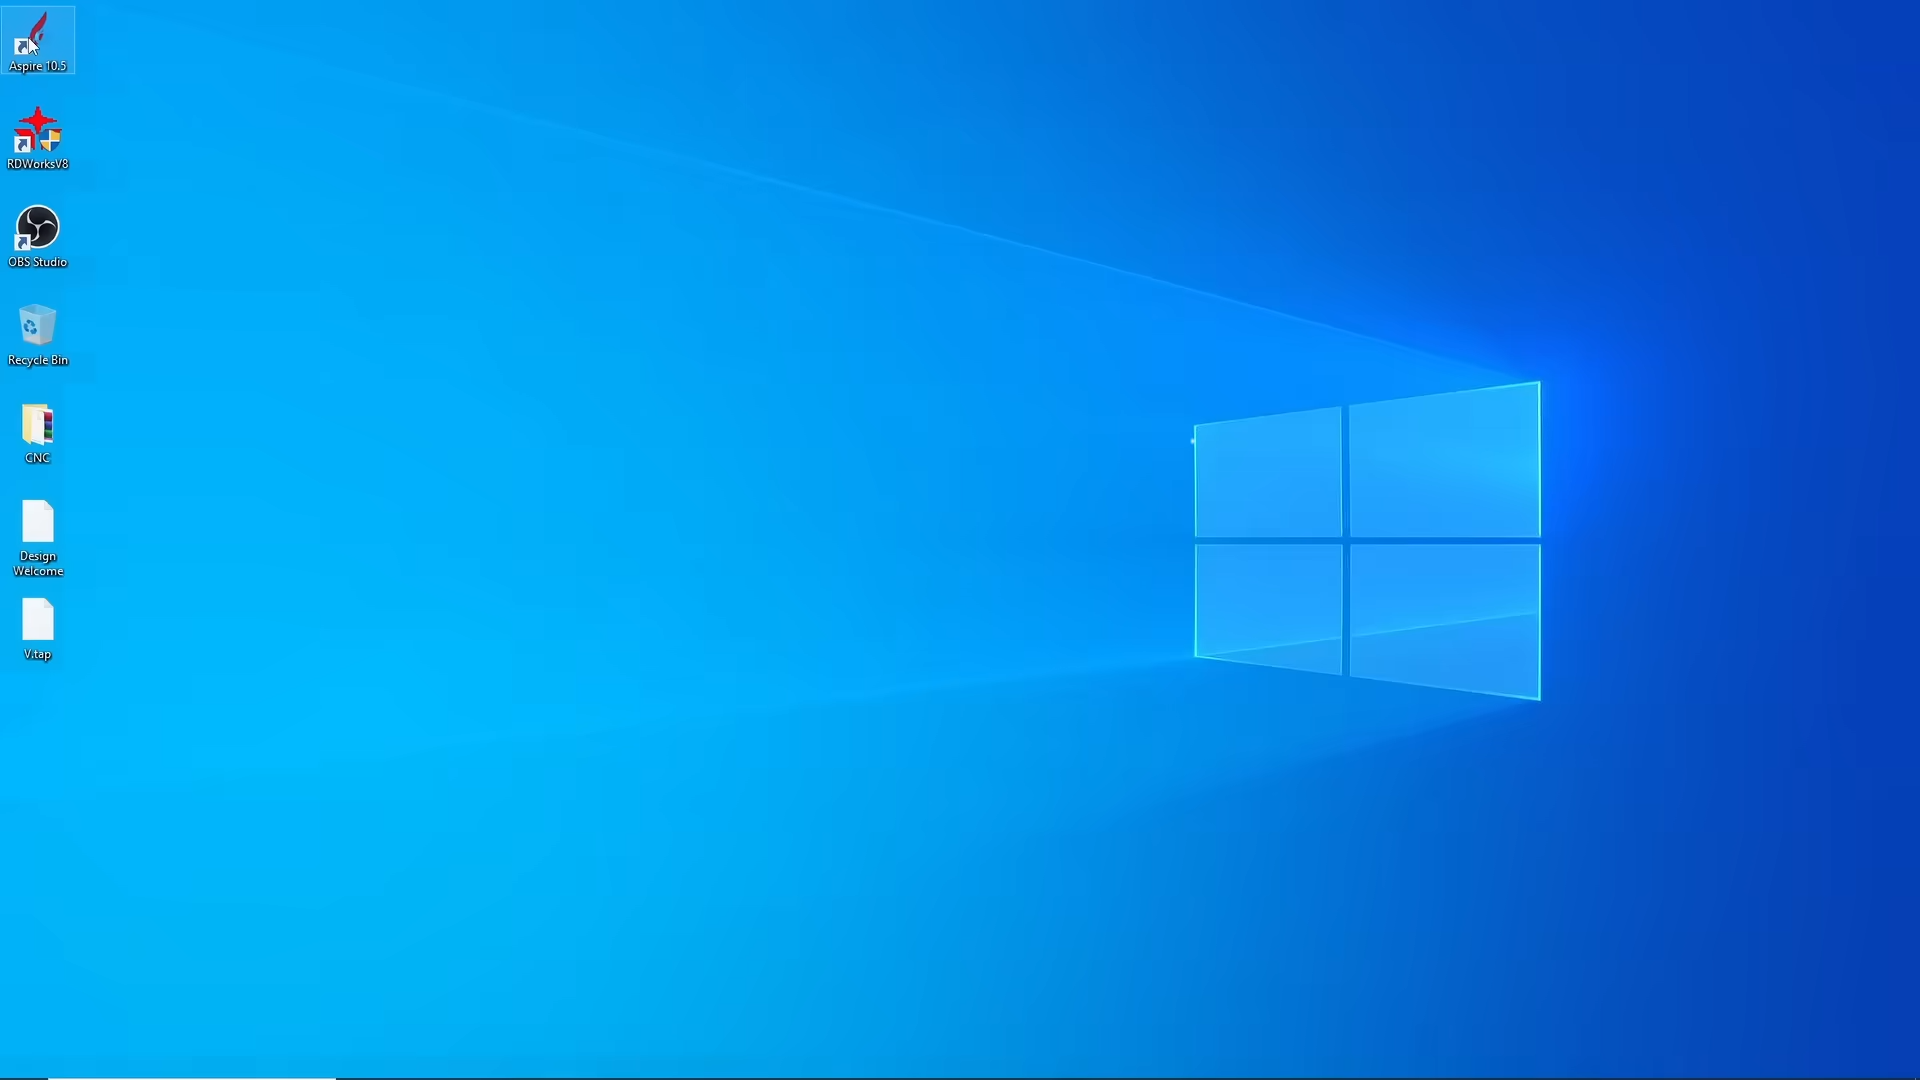 Aspire 10.5
RDWorksV8
OBS Studio
Recycle Bin
CNC
Design
Welcome
V.tap